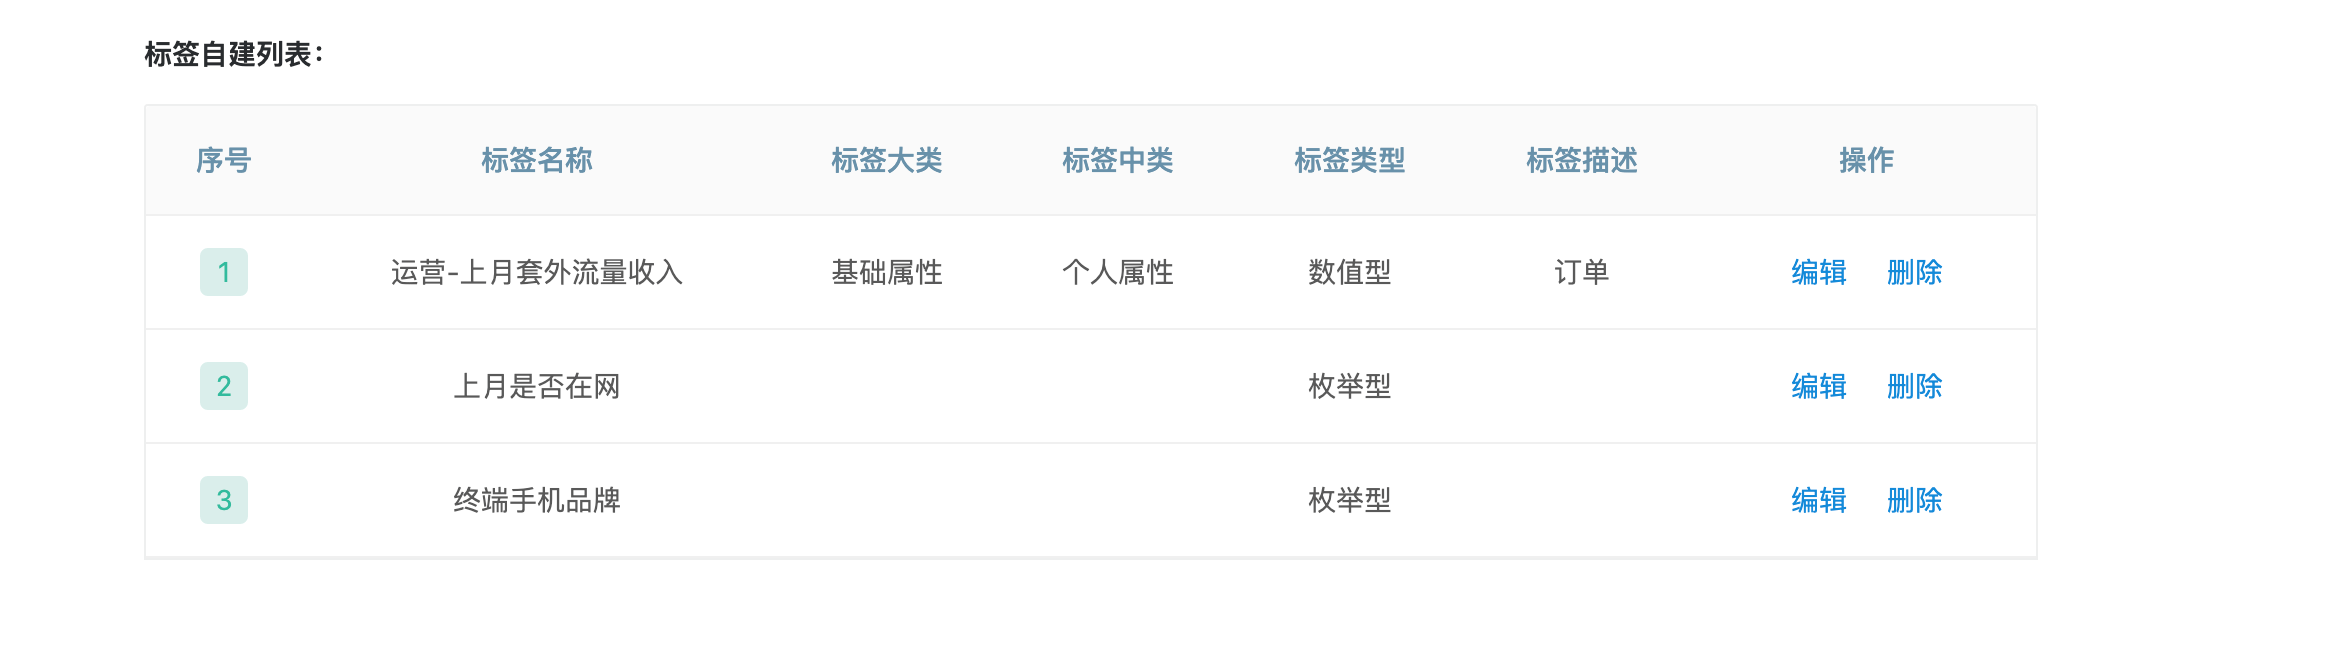 标签自建列表：
序号 标签名称 标签大类 标签中类 标签类型 标签描述 操作
1 运营-上月套外流量收入 基础属性 个人属性 数值型 订单 编辑 删除
2 上月是否在网 枚举型 编辑 删除
3 终端手机品牌 枚举型 编辑 删除